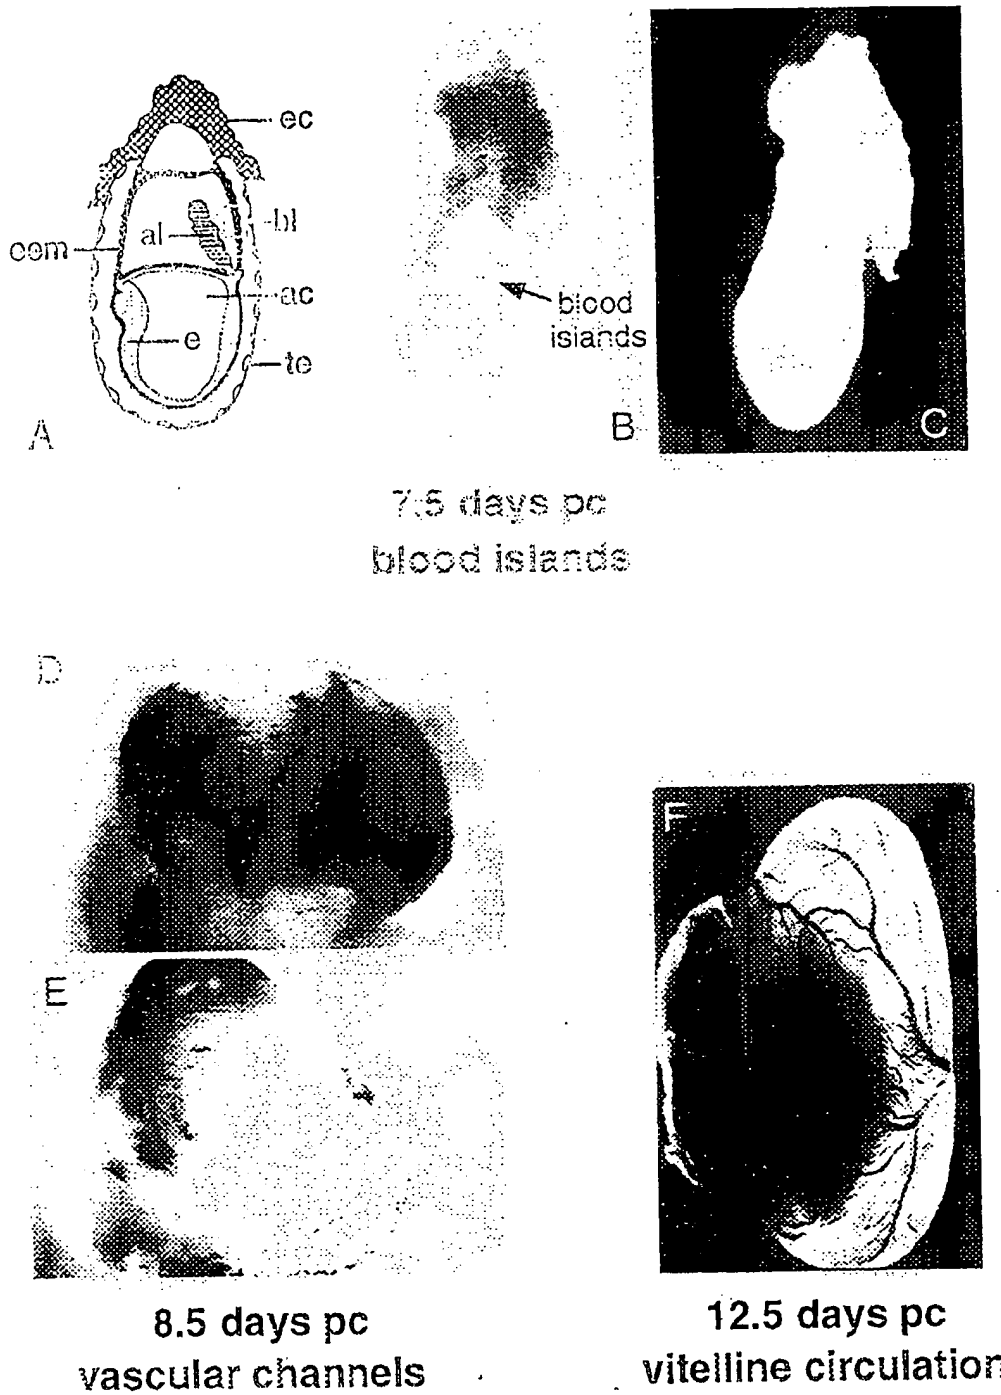 ec
bl
al
eem
ac
e
te
A
blood
islands
B
C
7.5 days pc
blood islands
D
E
F
8.5 days pc
vascular channels
12.5 days pc
vitelline circulation